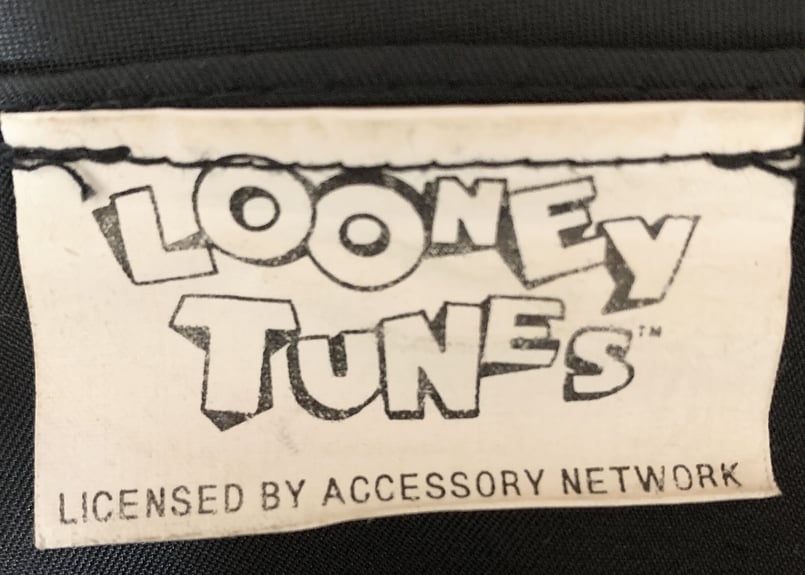 LOONEY
TUNES™
LICENSED BY ACCESSORY NETWORK